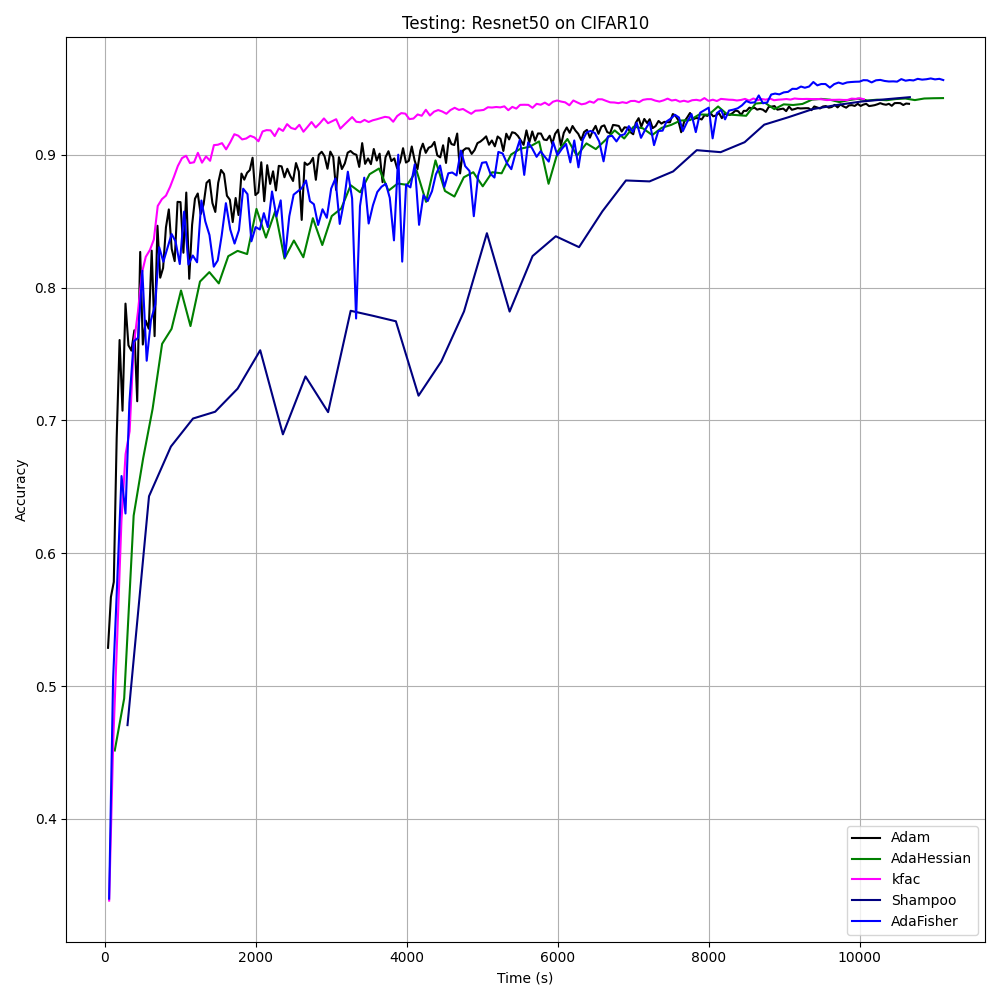 Testing: Resnet50 on CIFAR10
Accuracy
0.9
0.8
0.7
0.6
0.5
0.4
0
2000
4000
6000
8000
10000
Time (s)
Adam
AdaHessian
kfac
Shampoo
AdaFisher